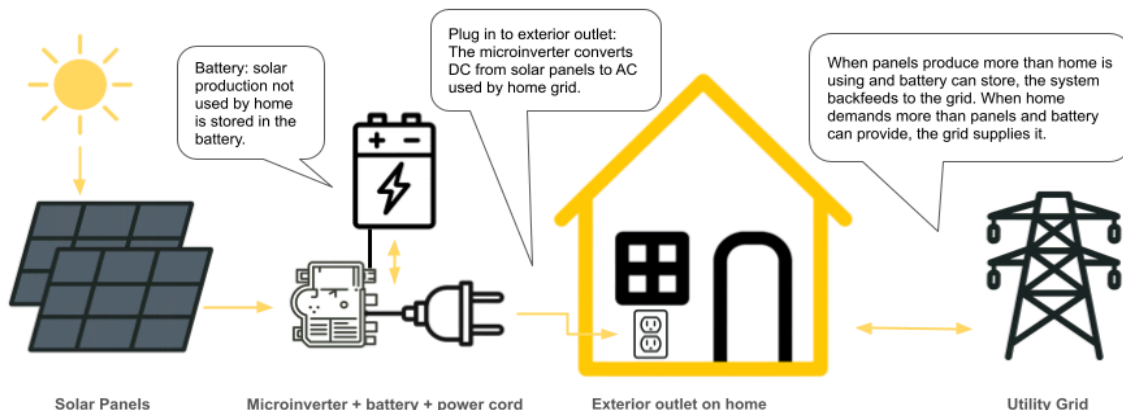 Battery: solar
production not
used by home
is stored in the
battery.
Plug in to exterior outlet:
The microinverter converts
DC from solar panels to AC
used by home grid.
When panels produce more than home is
using and battery can store, the system
backfeeds to the grid. When home
demands more than panels and battery
can provide, the grid supplies it.
Solar Panels
Microinverter + battery + power cord
Exterior outlet on home
Utility Grid